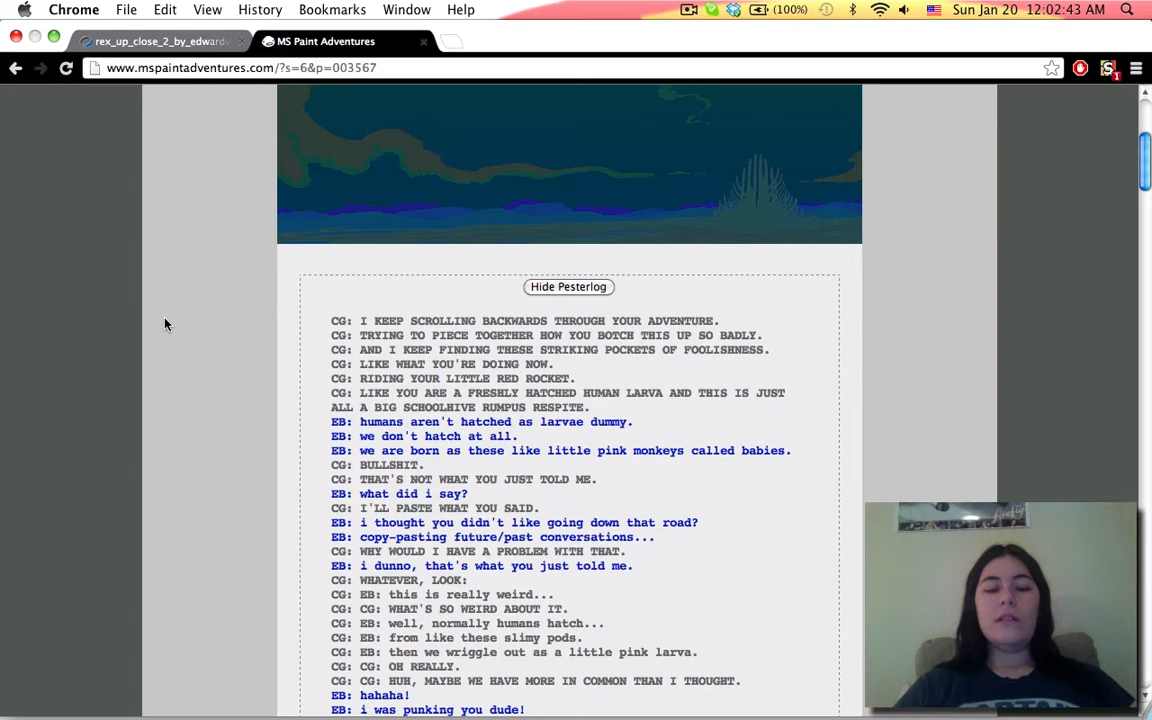 Chrome File Edit View History Bookmarks Window Help (100%) Sun Jan 20 12:02:43 AM
rex_up_close_2_by_edward MS Paint Adventures
www.mspaintadventures.com/?s=6&p=003567
1
Hide Pesterlog
CG: I KEEP SCROLLING BACKWARDS THROUGH YOUR ADVENTURE.
CG: TRYING TO PIECE TOGETHER HOW YOU BOTCH THIS UP SO BADLY.
CG: AND I KEEP FINDING THESE STRIKING POCKETS OF FOOLISHNESS.
CG: LIKE WHAT YOU'RE DOING NOW.
CG: RIDING YOUR LITTLE RED ROCKET.
CG: LIKE YOU ARE A FRESHLY HATCHED HUMAN LARVA AND THIS IS JUST
ALL A BIG SCHOOLHIVE RUMPUS RESPITE.
EB: humans aren't hatched as larvae dummy.
EB: we don't hatch at all.
EB: we are born as these like little pink monkeys called babies.
CG: BULLSHIT.
CG: THAT'S NOT WHAT YOU JUST TOLD ME.
EB: what did i say?
CG: I'LL PASTE WHAT YOU SAID.
EB: i thought you didn't like going down that road?
EB: copy-pasting future/past conversations...
CG: WHY WOULD I HAVE A PROBLEM WITH THAT.
EB: i dunno, that's what you just told me.
CG: WHATEVER, LOOK:
CG: EB: this is really weird...
CG: CG: WHAT'S SO WEIRD ABOUT IT.
CG: EB: well, normally humans hatch...
CG: EB: from like these slimy pods.
CG: EB: then we wriggle out as a little pink larva.
CG: CG: OH REALLY.
CG: CG: HUH, MAYBE WE HAVE MORE IN COMMON THAN I THOUGHT.
EB: hahaha!
EB: i was punking you dude!
firefly